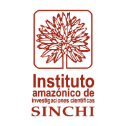 Instituto
amazónico de
investigaciones científicas
SINCHI